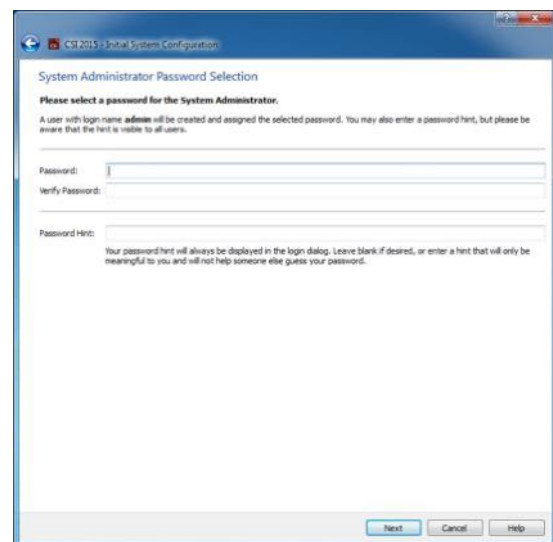 CSI 2015 - Initial System Configuration
System Administrator Password Selection
Please select a password for the System Administrator.
A user with login name admin will be created and assigned the selected password. You may also enter a password hint, but please be
aware that the hint is visible to all users.
Password:
Verify Password:
Password Hint:
Your password hint will always be displayed in the login dialog. Leave blank if desired, or enter a hint that will only be
meaningful to you and will not help someone else guess your password.
Next Cancel Help